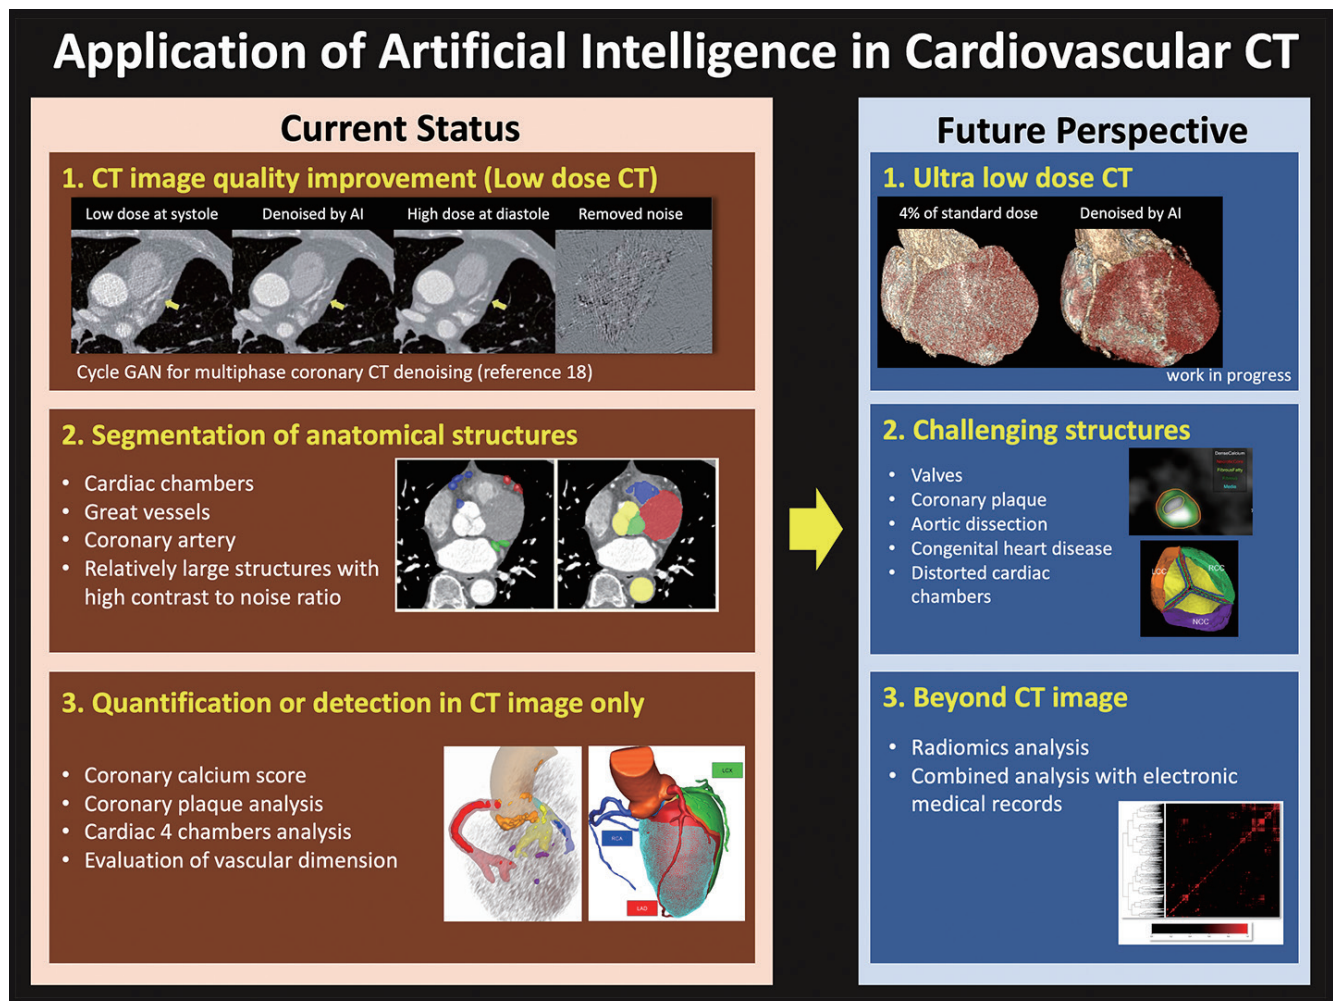 Application of Artificial Intelligence in Cardiovascular CT
Current Status
1. CT image quality improvement (Low dose CT)
Low dose at systole
Denoised by AI
High dose at diastole
Removed noise
Cycle GAN for multiphase coronary CT denoising (reference 18)
2. Segmentation of anatomical structures
• Cardiac chambers
• Great vessels
• Coronary artery
• Relatively large structures with
high contrast to noise ratio
3. Quantification or detection in CT image only
• Coronary calcium score
• Coronary plaque analysis
• Cardiac 4 chambers analysis
• Evaluation of vascular dimension
LCX
RCA
LAD
Future Perspective
1. Ultra low dose CT
4% of standard dose
Denoised by AI
work in progress
2. Challenging structures
• Valves
• Coronary plaque
• Aortic dissection
• Congenital heart disease
• Distorted cardiac
chambers
DenseCalcium
FibrousFatty
Media
LCC
RCC
NCC
3. Beyond CT image
• Radiomics analysis
• Combined analysis with electronic
medical records